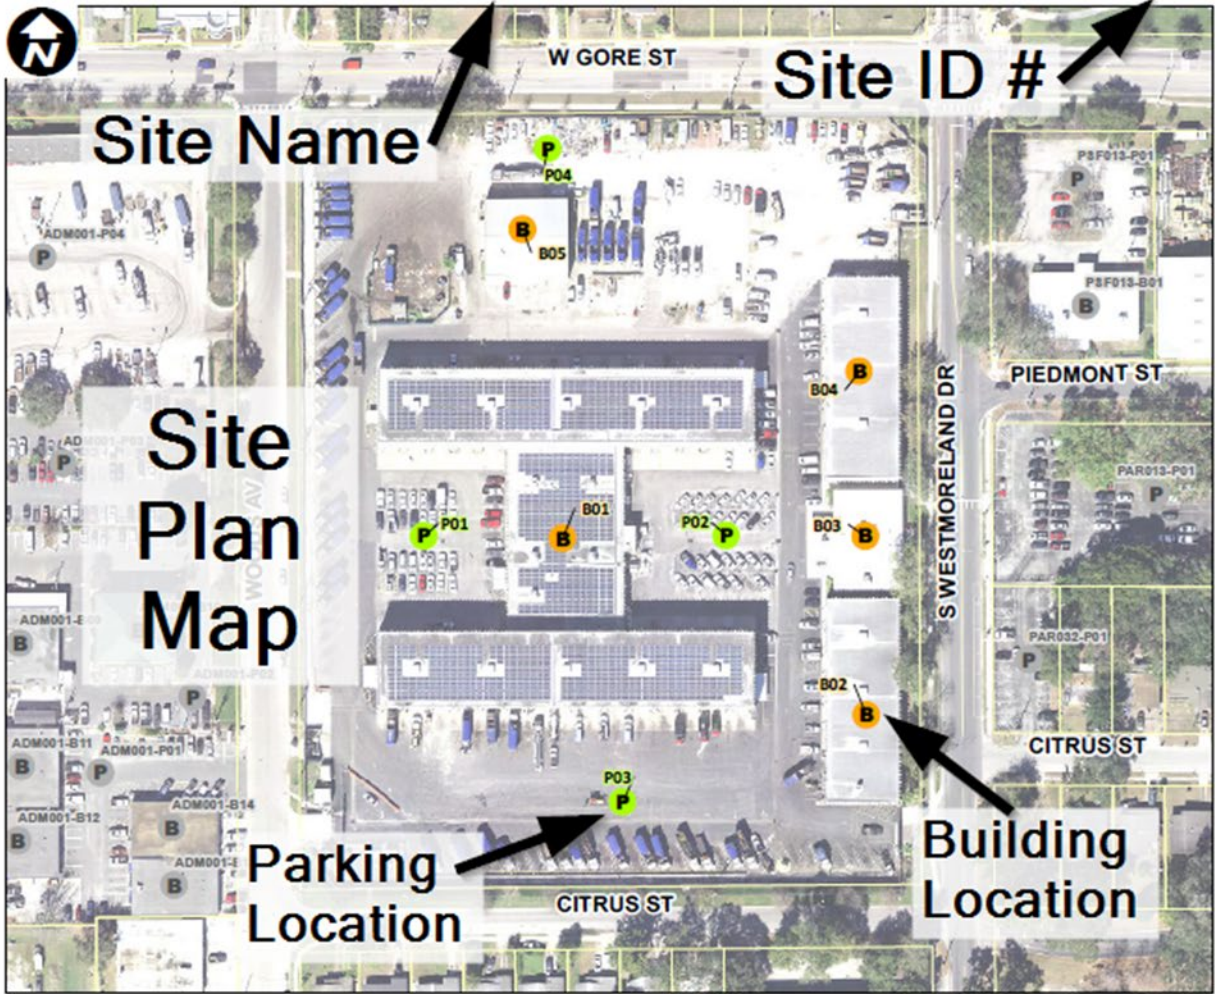 N
W GORE ST
Site ID #
Site Name
P
P04
PSF013-P01
P
B
B05
ADM001-P04
P
PSF013-B01
B
B
B04
PIEDMONT ST
Site
Plan
Map
S WESTMORELAND DR
P
PAR013-P01
P
P
P01
B01
B
P02
P
B03
B
B
PAR032-P01
P
ADM001-P02
P
B02
B
ADM001-B11
B
ADM001-P01
P
CITRUS ST
P03
P
ADM001-B14
B
ADM001-B12
B
B
Parking
Location
Building
Location
CITRUS ST